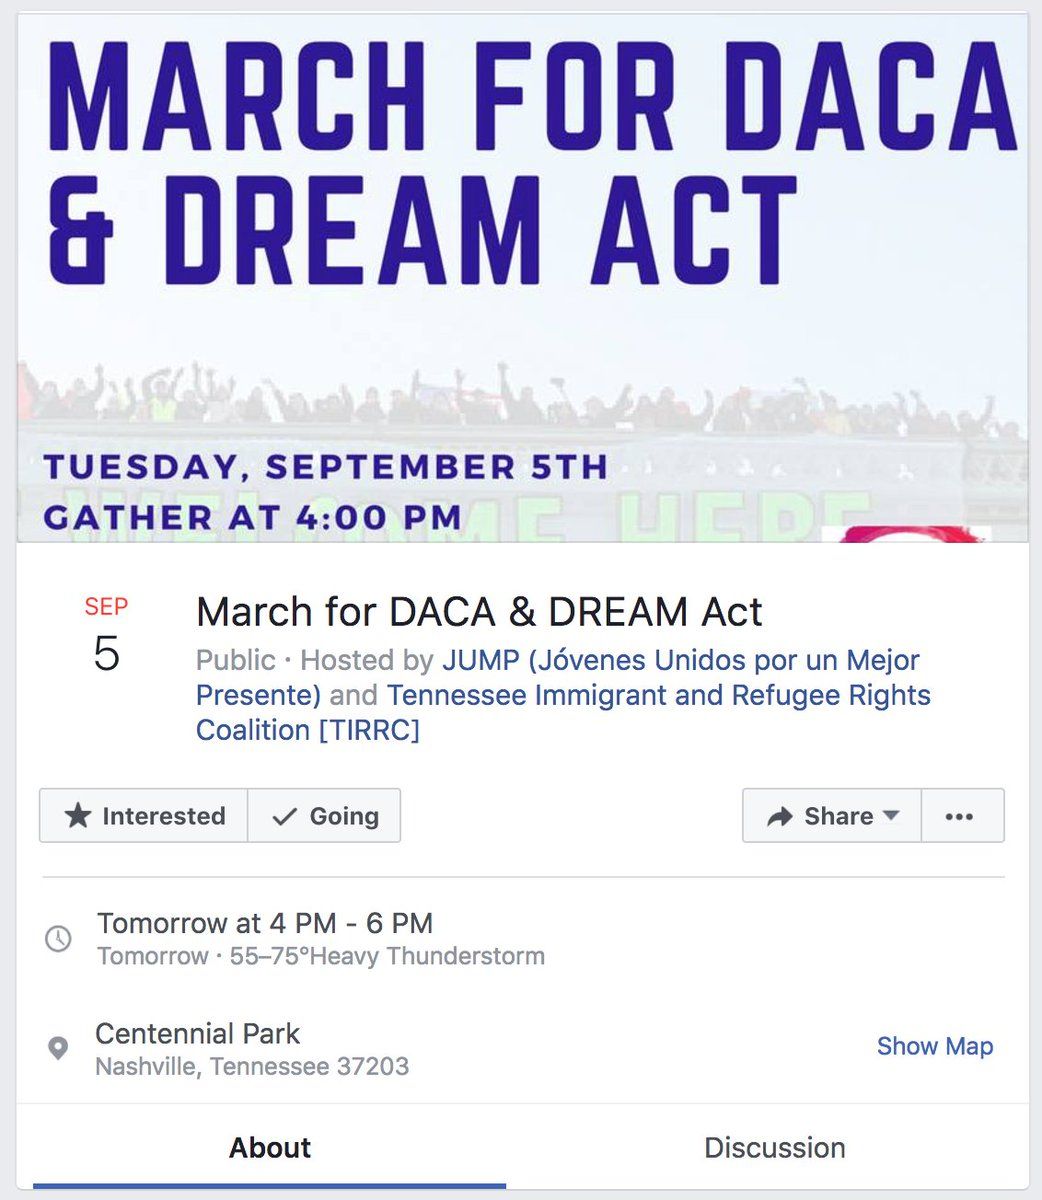 MARCH FOR DACA
& DREAM ACT
TUESDAY, SEPTEMBER 5TH
GATHER AT 4:00 PM
WELCOME HERE
SEP
5
March for DACA & DREAM Act
Public · Hosted by JUMP (Jóvenes Unidos por un Mejor
Presente) and Tennessee Immigrant and Refugee Rights
Coalition [TIRRC]
Interested
Going
Share
Tomorrow at 4 PM - 6 PM
Tomorrow · 55–75°Heavy Thunderstorm
Centennial Park
Nashville, Tennessee 37203
Show Map
About
Discussion